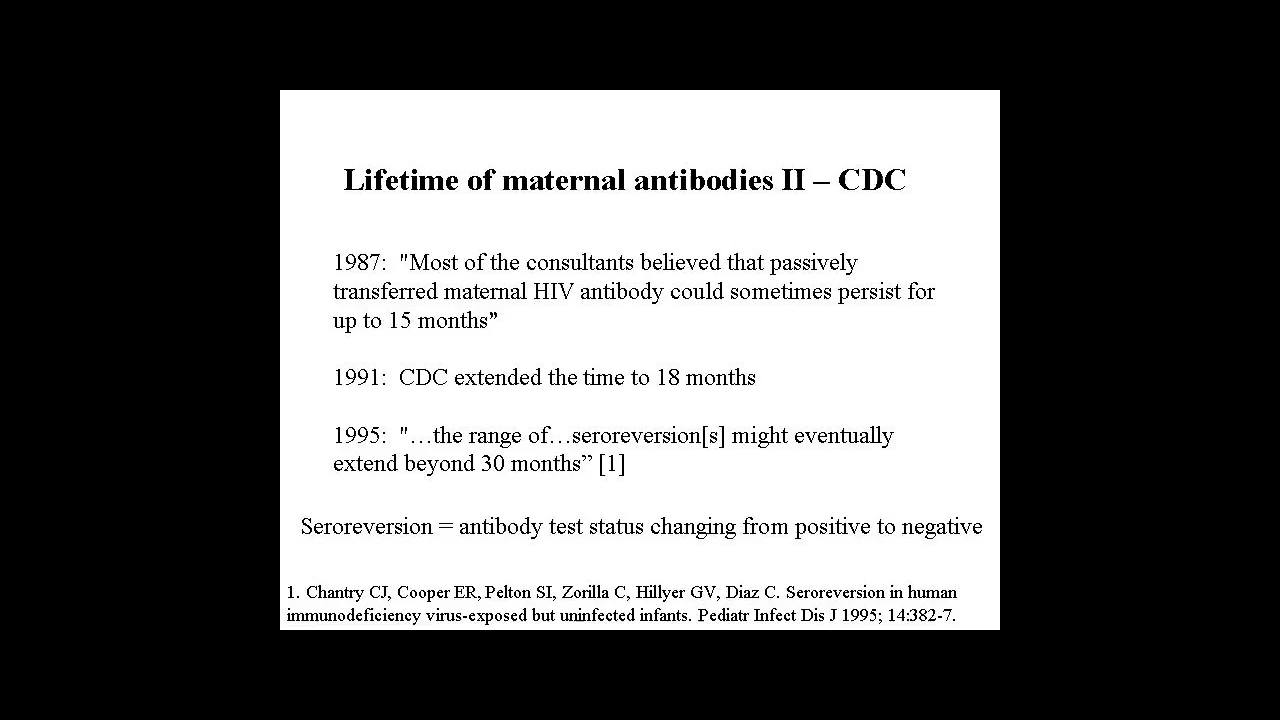 Lifetime of maternal antibodies II – CDC
1987:  "Most of the consultants believed that passively
transferred maternal HIV antibody could sometimes persist for
up to 15 months”
1991:  CDC extended the time to 18 months
1995:  "…the range of…seroreversion[s] might eventually
extend beyond 30 months” [1]
Seroreversion = antibody test status changing from positive to negative
1. Chantry CJ, Cooper ER, Pelton SI, Zorilla C, Hillyer GV, Diaz C. Seroreversion in human
immunodeficiency virus-exposed but uninfected infants. Pediatr Infect Dis J 1995; 14:382-7.